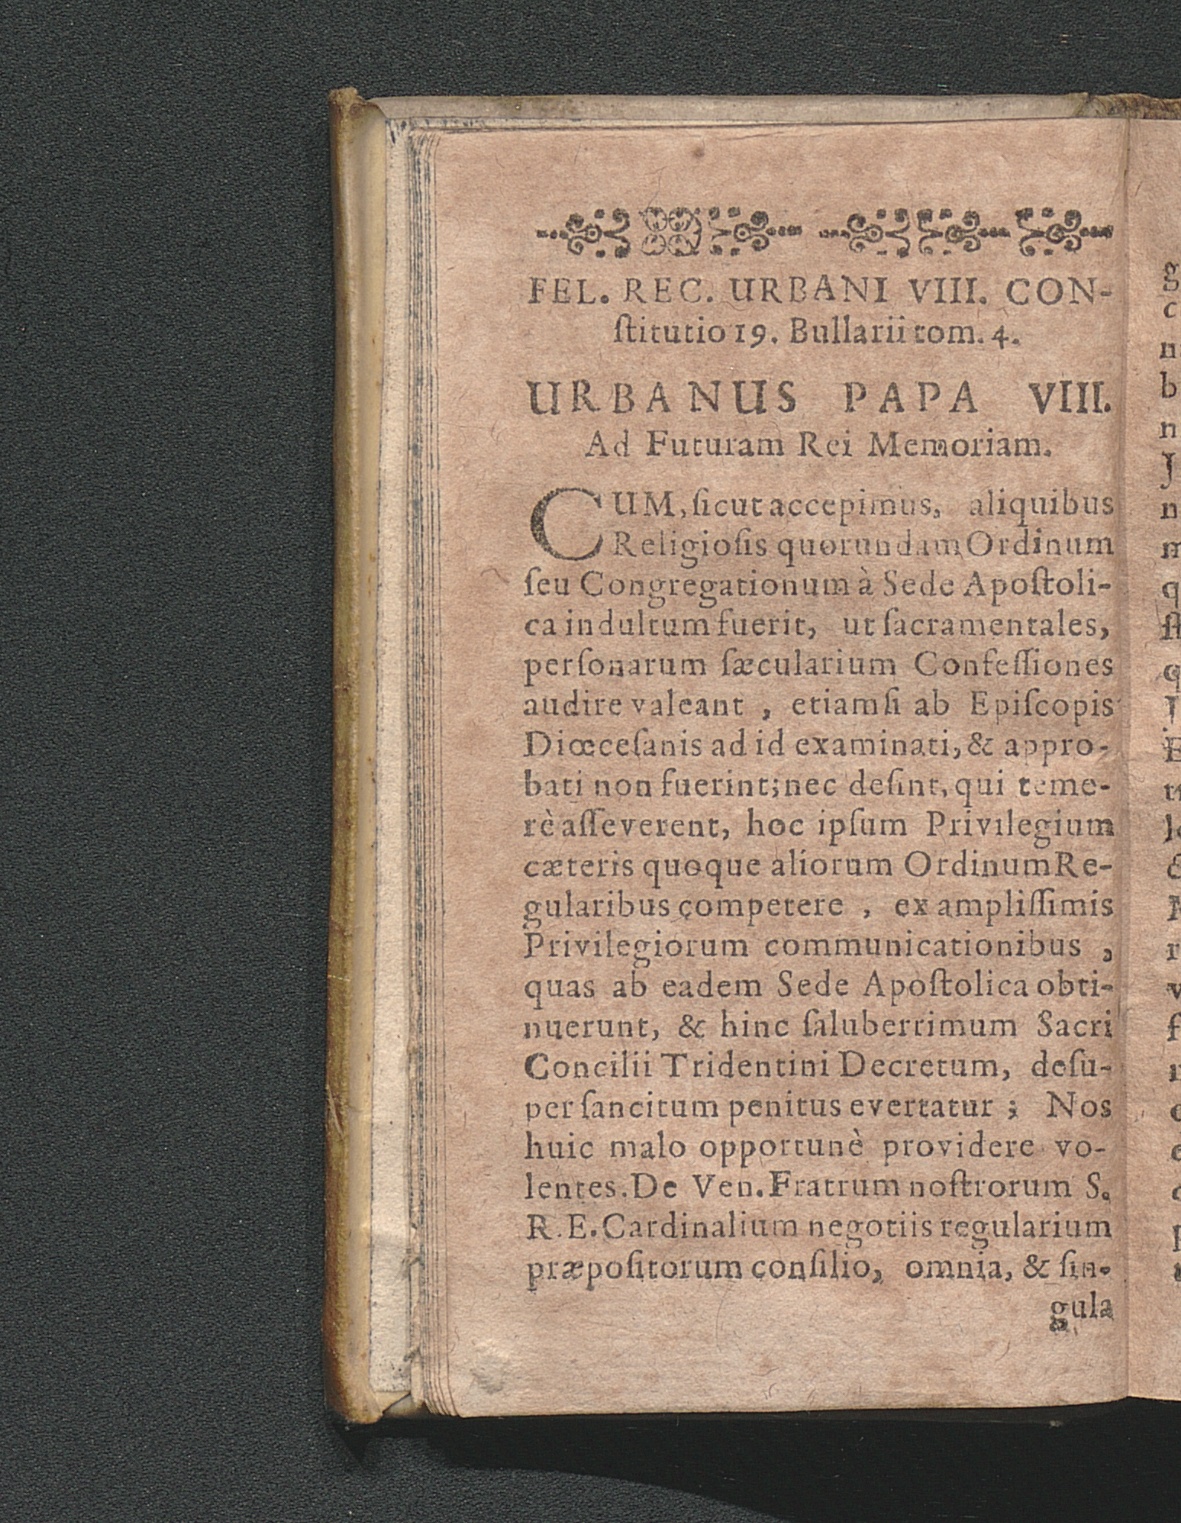 FEL. REC. URBANI VIII. CON-
ſtitutio 19. Bullarii tom. 4.
URBANUS PAPA VIII.
Ad Futuram Rei Memoriam.
CUM, ſicut accepimus, aliquibus
Religioſis quorundam Ordinum
ſeu Congregationum à Sede Apoſtoli-
ca indultum fuerit, ut ſacramentales,
perſonarum ſæcularium Confeſſiones
audire valeant , etiamſi ab Epiſcopis
Diœceſanis ad id examinati, & appro-
bati non fuerint; nec deſint, qui teme-
rè aſſeverent, hoc ipſum Privilegium
cæteris quoque aliorum Ordinum Re-
gularibus competere , ex ampliſſimis
Privilegiorum communicationibus ,
quas ab eadem Sede Apoſtolica obti-
nuerunt, & hinc ſaluberrimum Sacri
Concilii Tridentini Decretum, deſu-
per ſancitum penitus evertatur ; Nos
huic malo opportunè providere vo-
lentes. De Ven. Fratrum noſtrorum S.
R. E. Cardinalium negotiis regularium
præpoſitorum conſilio, omnia, & ſin-
gula